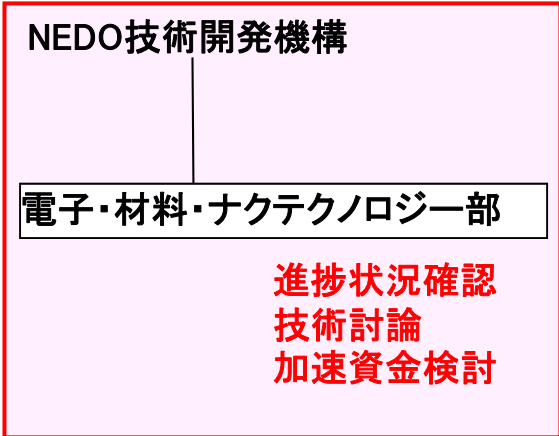 NEDO技術開発機構
電子・材料・ナクテクノロジー部
進捗状況確認
技術討論
加速資金検討